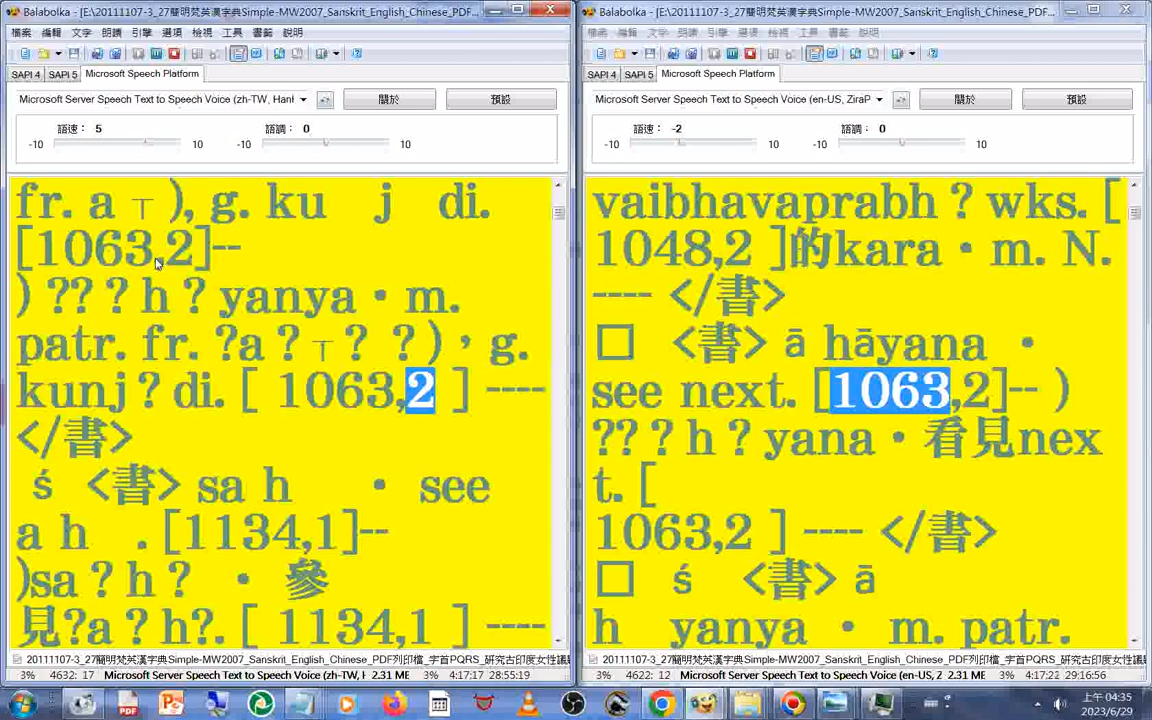 Balabolka - [E:\20111107-3_27簡明梵英漢字典Simple-MW2007_Sanskrit_English_Chinese_PDF...
檔案 編輯 文字 朗讀 引擎 選項 檢視 工具 書籤 說明
SAPI 4 SAPI 5 Microsoft Speech Platform
Microsoft Server Speech Text to Speech Voice (zh-TW, Hanl
關於 預設
語速： 5 語調： 0
-10 10 -10 10
fr. a ㄒ ), g. ku j di.
[1063,2]--
) ?? ? h ? yanya • m.
patr. fr. ?a ? ㄒ ? ? )，g.
kunj ? di. [ 1063,2 ] ----
</書>
ś <書> sa h • see
a h . [1134,1]--
)sa ? h ? • 參
見?a ? h?. [ 1134,1 ] ----
20111107-3_27簡明梵英漢字典Simple-MW2007_Sanskrit_English_Chinese_PDF列印檔_字首PQRS_研究古印度女性議題
3% 4632: 17 Microsoft Server Speech Text to Speech Voice (zh-TW, I 2.31 ME 3% 4:17:17 28:55:19
Balabolka - [E:\20111107-3_27簡明梵英漢字典Simple-MW2007_Sanskrit_English_Chinese_PDF...
檔案 編輯 文字 朗讀 引擎 選項 檢視 工具 書籤 說明
SAPI 4 SAPI 5 Microsoft Speech Platform
Microsoft Server Speech Text to Speech Voice (en-US, ZiraP
關於 預設
語速： -2 語調： 0
-10 10 -10 10
vaibhavaprabh ? wks. [
1048,2 ]的kara • m. N.
---- </書>
□ <書> ā hāyana •
see next. [1063,2]-- )
?? ? h ? yana • 看見nex
t. [
1063,2 ] ---- </書>
□ ś <書> ā
h yanya • m. patr.
20111107-3_27簡明梵英漢字典Simple-MW2007_Sanskrit_English_Chinese_PDF列印檔_字首PQRS_研究古印度女性議題
3% 4622: 12 Microsoft Server Speech Text to Speech Voice (en-US, Z 2.31 ME 3% 4:17:22 29:16:56
上午 04:35
2023/6/29